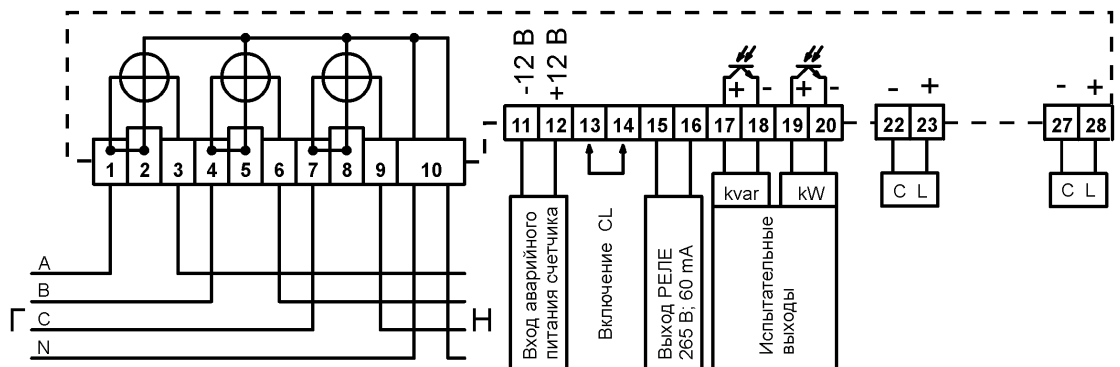 -12 В
+12 В
+ - + -
- +
- +
11 12 13 14 15 16 17 18 19 20
22 23
27 28
1 2 3 4 5 6 7 8 9 10
kvar
kW
C L
C L
Вход аварийного
питания счетчика
Включение CL
Выход РЕЛЕ
265 В; 60 mA
Испытательные
выходы
A
B
Г
C
Н
N